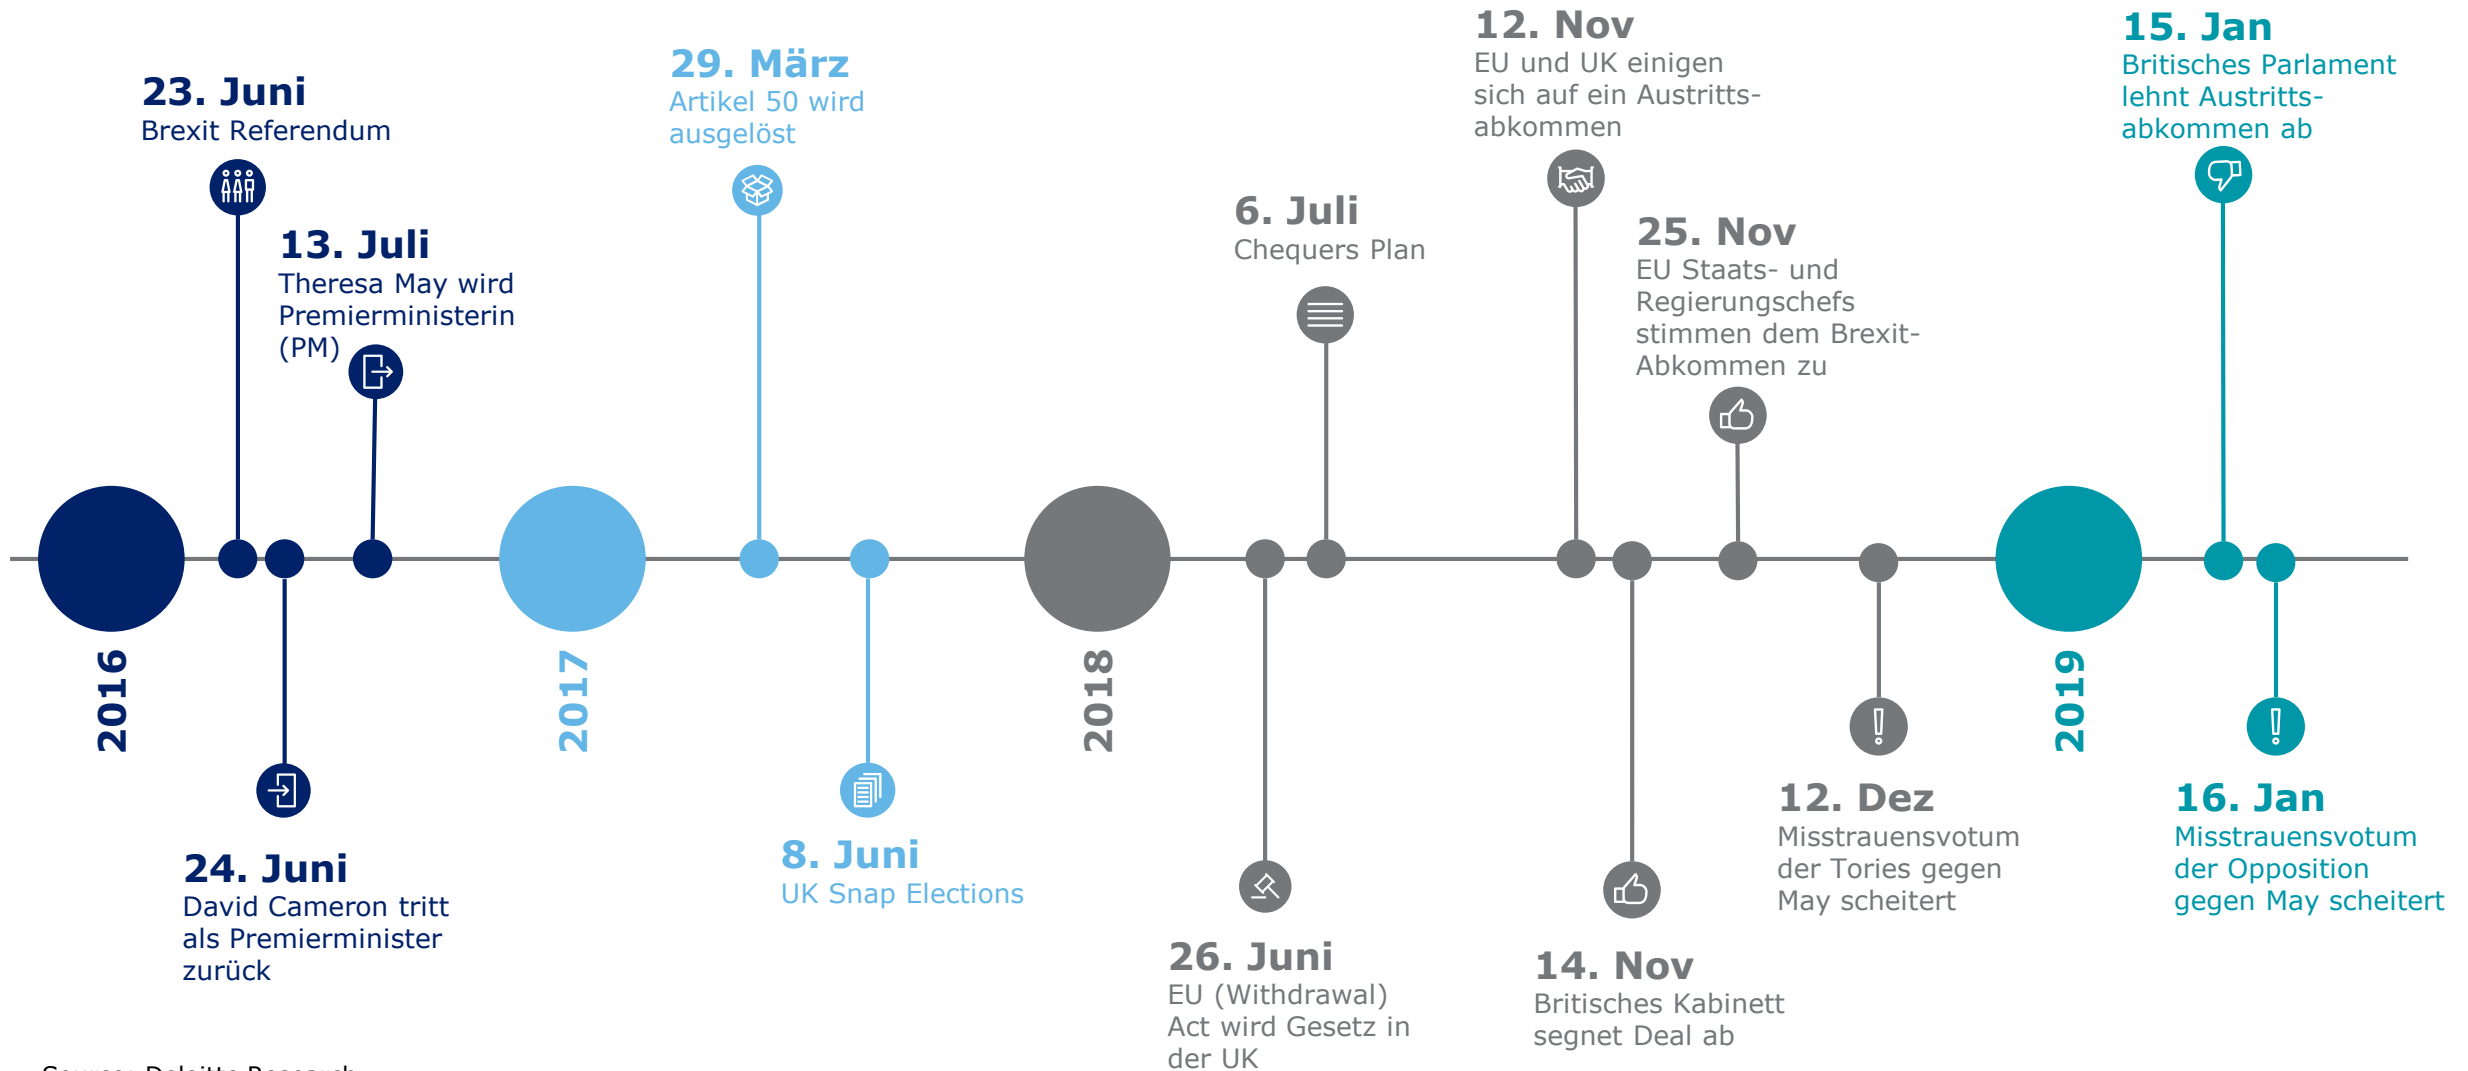 23. Juni
Brexit Referendum
13. Juli
Theresa May wird
Premierministerin
(PM)
29. März
Artikel 50 wird
ausgelöst
6. Juli
Chequers Plan
12. Nov
EU und UK einigen
sich auf ein Austritts-
abkommen
25. Nov
EU Staats- und
Regierungschefs
stimmen dem Brexit-
Abkommen zu
15. Jan
Britisches Parlament
lehnt Austritts-
abkommen ab
2016
2017
2018
2019
24. Juni
David Cameron tritt
als Premierminister
zurück
8. Juni
UK Snap Elections
26. Juni
EU (Withdrawal)
Act wird Gesetz in
der UK
14. Nov
Britisches Kabinett
segnet Deal ab
12. Dez
Misstrauensvotum
der Tories gegen
May scheitert
16. Jan
Misstrauensvotum
der Opposition
gegen May scheitert
Source: Deloitte Research